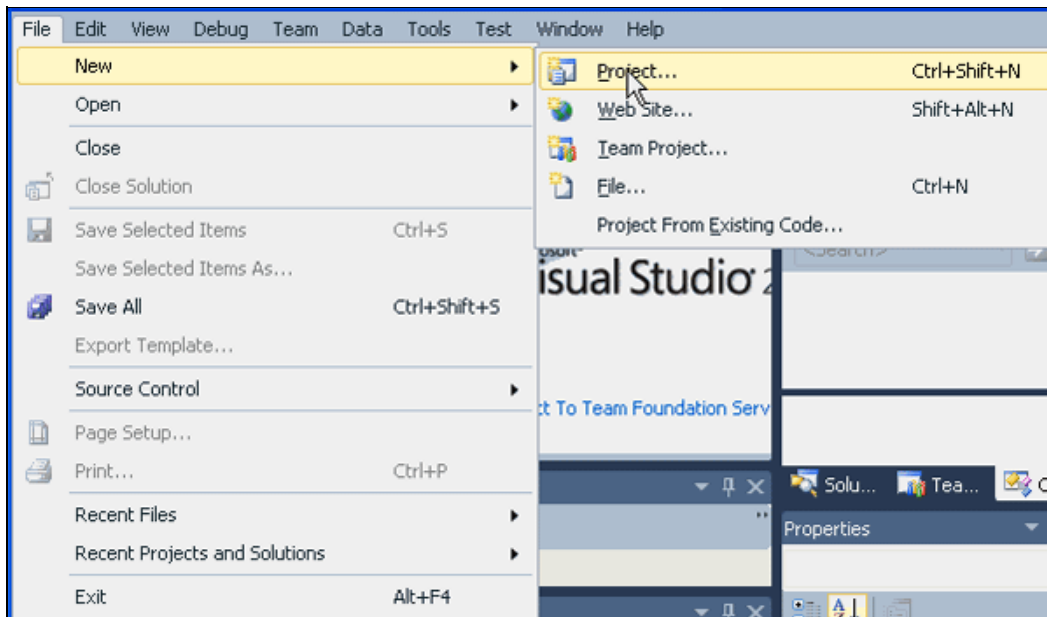 File Edit View Debug Team Data Tools Test Window Help
New
Open
Close
Close Solution
Save Selected Items Ctrl+S
Save Selected Items As...
Save All Ctrl+Shift+S
Export Template...
Source Control
Page Setup...
Print... Ctrl+P
Recent Files
Recent Projects and Solutions
Exit Alt+F4
Project... Ctrl+Shift+N
Web Site... Shift+Alt+N
Team Project...
File... Ctrl+N
Project From Existing Code...
<Search>
isual Studio
ct To Team Foundation Serv
Solu... Tea...
Properties